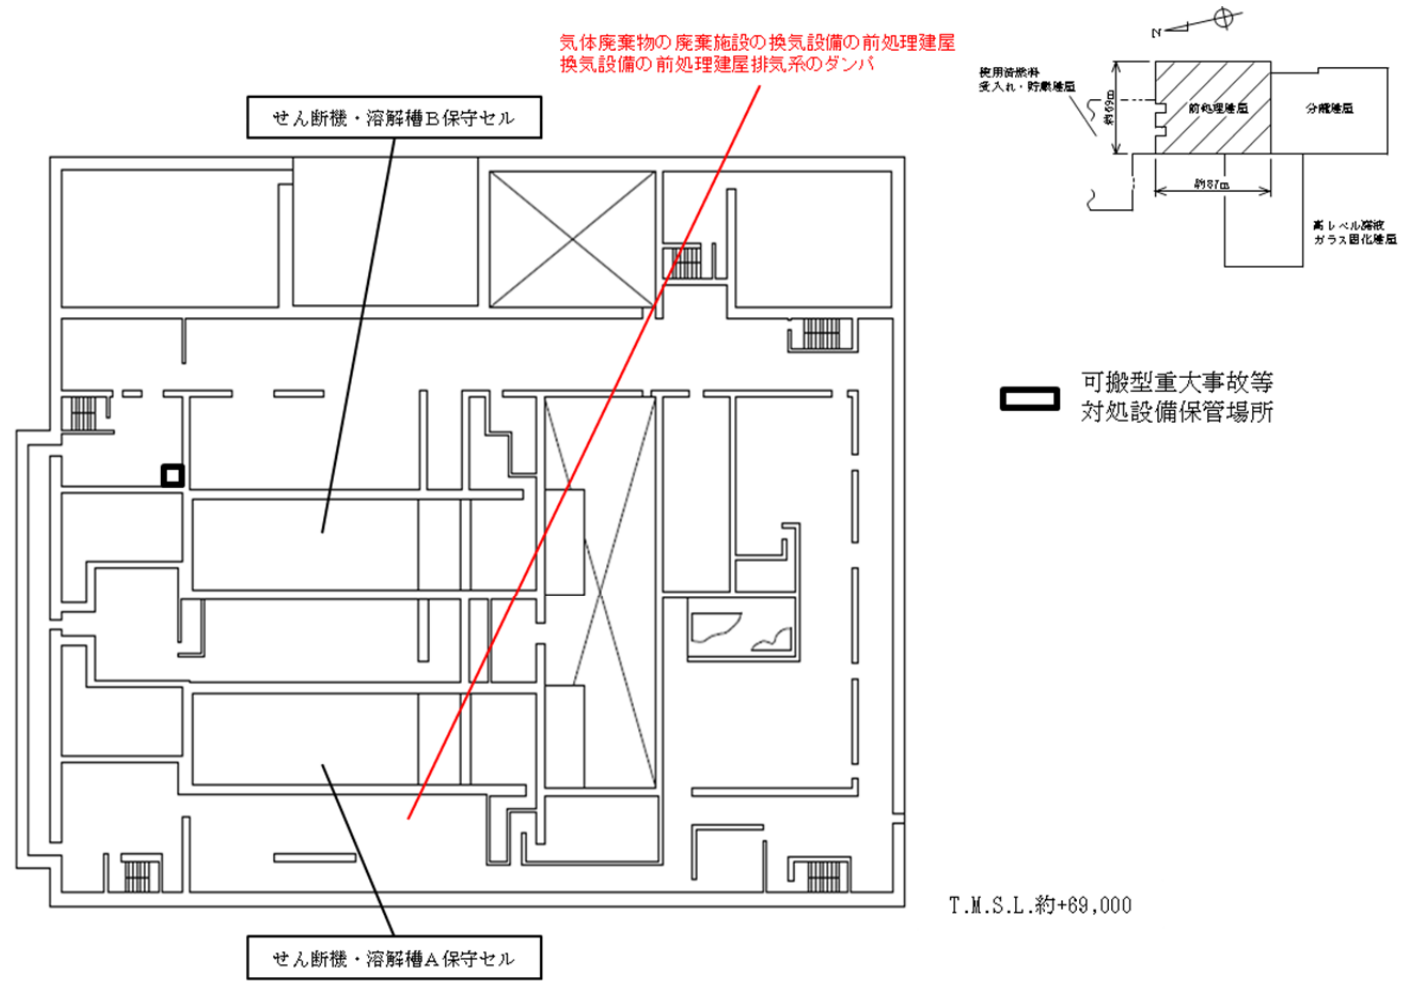 気体廃棄物の廃棄施設の換気設備の前処理建屋
換気設備の前処理建屋排気系のダンパ
せん断機・溶解槽B保守セル
N
使用済燃料
受入れ・貯蔵建屋
約69m
前処理建屋
分離建屋
約87m
高レベル廃液
ガラス固化建屋
可搬型重大事故等
対処設備保管場所
T.M.S.L.約+69,000
せん断機・溶解槽A保守セル